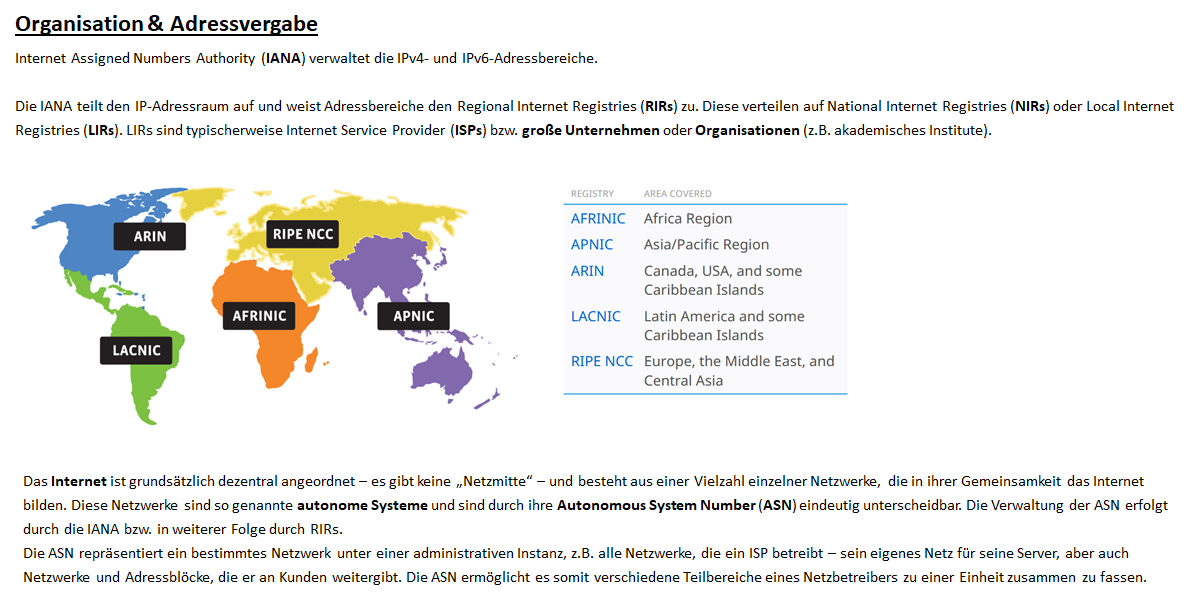 Organisation & Adressvergabe
Internet Assigned Numbers Authority (IANA) verwaltet die IPv4- und IPv6-Adressbereiche.
Die IANA teilt den IP-Adressraum auf und weist Adressbereiche den Regional Internet Registries (RIRs) zu. Diese verteilen auf National Internet Registries (NIRs) oder Local Internet
Registries (LIRs). LIRs sind typischerweise Internet Service Provider (ISPs) bzw. große Unternehmen oder Organisationen (z.B. akademisches Institute).
ARIN
RIPE NCC
AFRINIC
APNIC
LACNIC
REGISTRY AREA COVERED
AFRINIC Africa Region
APNIC Asia/Pacific Region
ARIN Canada, USA, and some
Caribbean Islands
LACNIC Latin America and some
Caribbean Islands
RIPE NCC Europe, the Middle East, and
Central Asia
Das Internet ist grundsätzlich dezentral angeordnet – es gibt keine „Netzmitte“ – und besteht aus einer Vielzahl einzelner Netzwerke, die in ihrer Gemeinsamkeit das Internet
bilden. Diese Netzwerke sind so genannte autonome Systeme und sind durch ihre Autonomous System Number (ASN) eindeutig unterscheidbar. Die Verwaltung der ASN erfolgt
durch die IANA bzw. in weiterer Folge durch RIRs.
Die ASN repräsentiert ein bestimmtes Netzwerk unter einer administrativen Instanz, z.B. alle Netzwerke, die ein ISP betreibt – sein eigenes Netz für seine Server, aber auch
Netzwerke und Adressblöcke, die er an Kunden weitergibt. Die ASN ermöglicht es somit verschiedene Teilbereiche eines Netzbetreibers zu einer Einheit zusammen zu fassen.